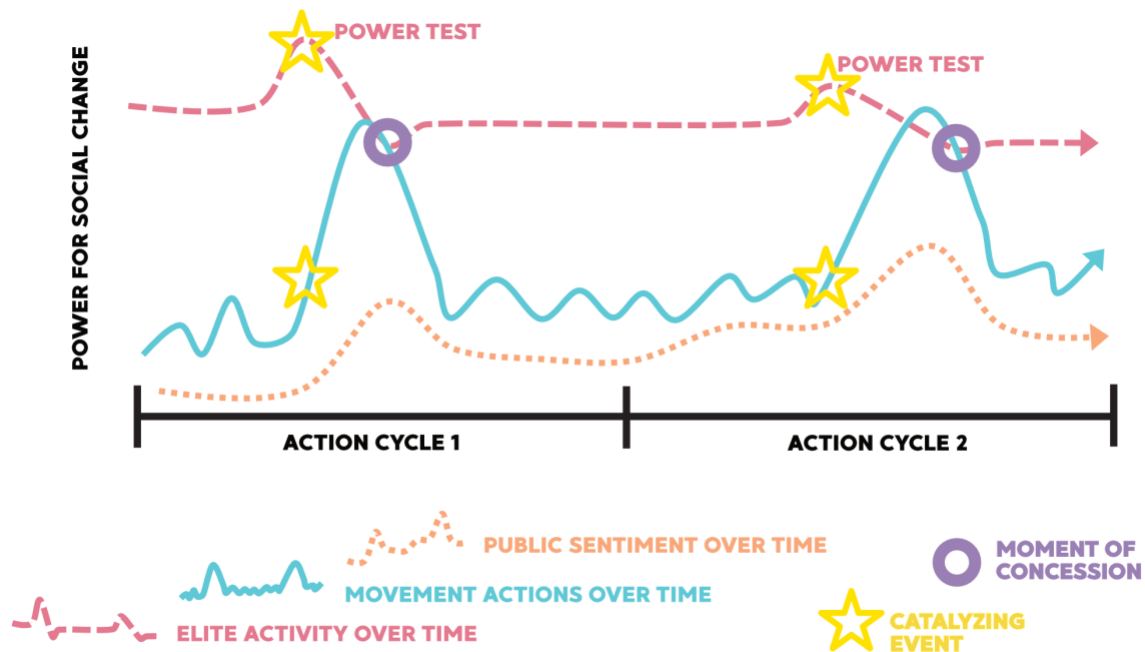 POWER TEST
POWER TEST
POWER FOR SOCIAL CHANGE
ACTION CYCLE 1
ACTION CYCLE 2
PUBLIC SENTIMENT OVER TIME
MOVEMENT ACTIONS OVER TIME
ELITE ACTIVITY OVER TIME
MOMENT OF
CONCESSION
CATALYZING
EVENT